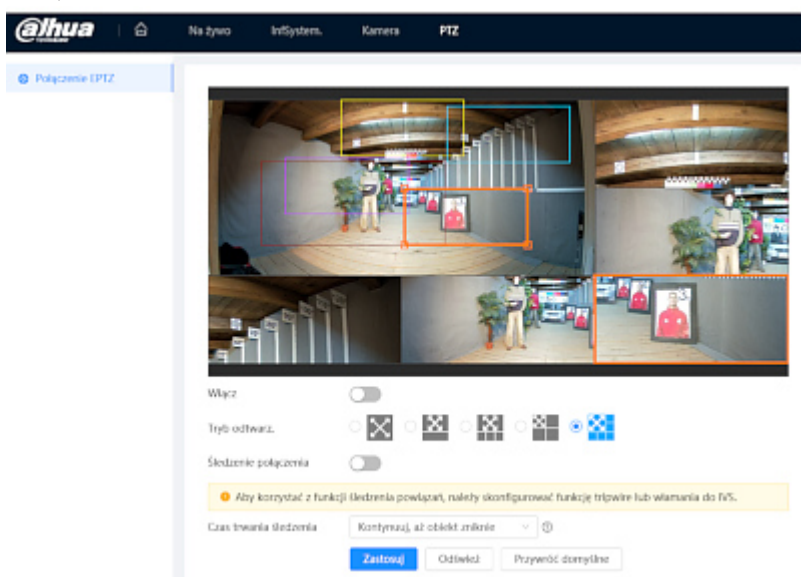 alhua
TECHNOLOGY
Na żywo InfSystem. Kamera PTZ
Połączenie EPTZ
Włącz
Tryb odtwarz.
Śledzenie połączenia
Aby korzystać z funkcji śledzenia powiązań, należy skonfigurować funkcję tripwire lub włamania do IVS.
Czas trwania śledzenia Kontynuuj, aż obiekt zniknie
Zastosuj Odśwież Przywróć domyślne